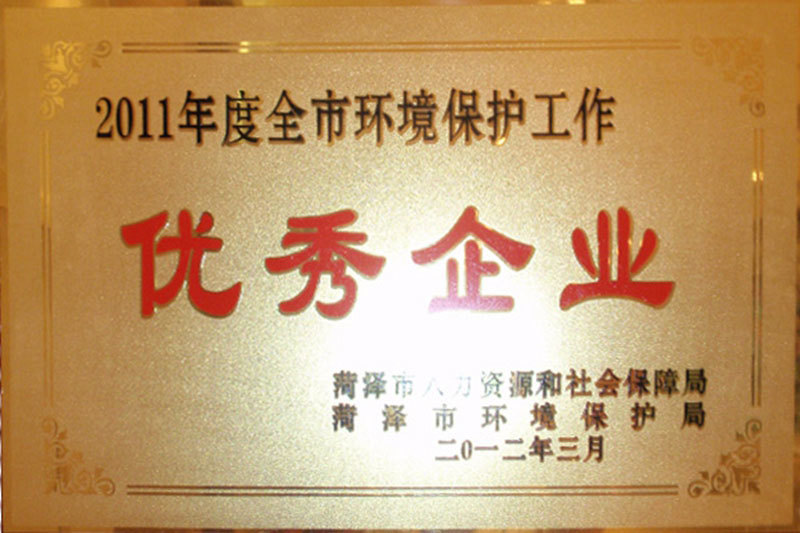 2011年度全市环境保护工作
优秀企业
菏泽市人力资源和社会保障局
菏泽市环境保护局
二0一二年三月